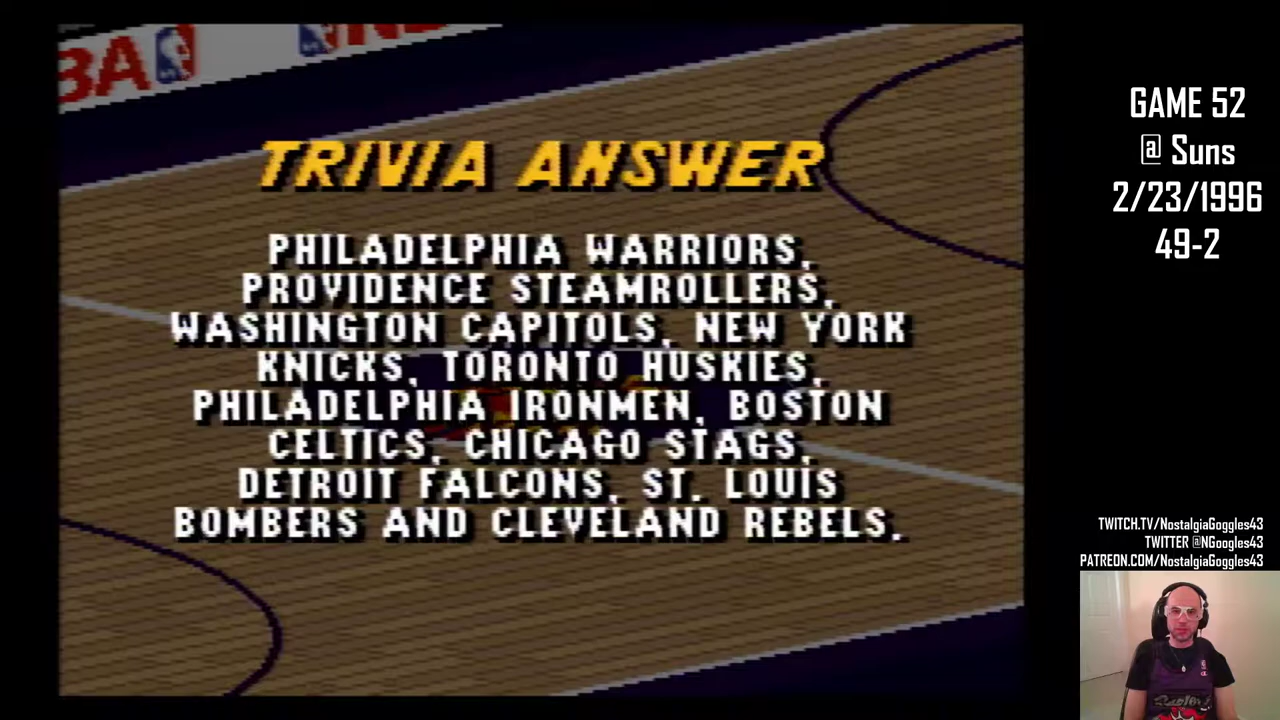 BA
TRIVIA ANSWER
PHILADELPHIA WARRIORS,
PROVIDENCE STEAMROLLERS,
WASHINGTON CAPITOLS, NEW YORK
KNICKS, TORONTO HUSKIES,
PHILADELPHIA IRONMEN, BOSTON
CELTICS, CHICAGO STAGS,
DETROIT FALCONS, ST. LOUIS
BOMBERS AND CLEVELAND REBELS.
GAME 52
@ Suns
2/23/1996
49-2
TWITCH.TV/NostalgiaGoggles43
TWITTER @NGoogles43
PATREON.COM/NostalgiaGoggles43